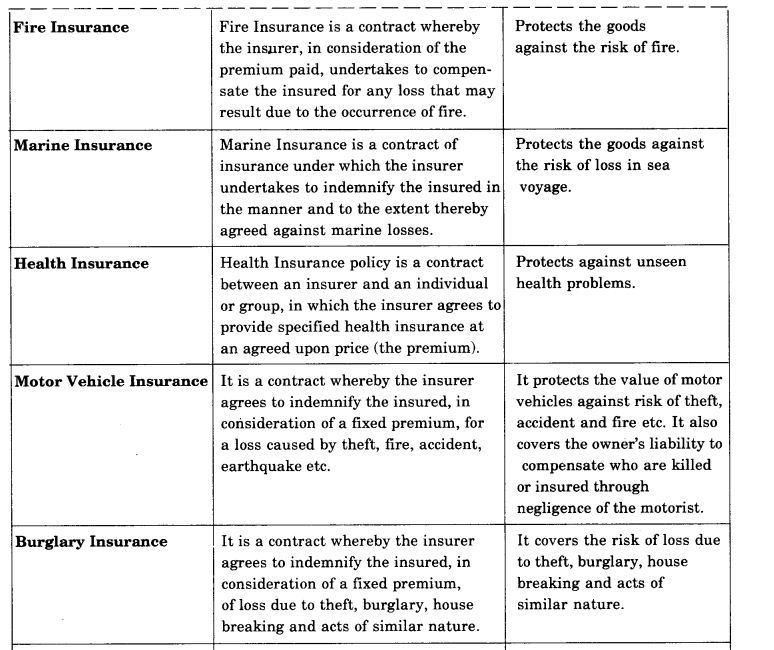 Fire Insurance
Fire Insurance is a contract whereby
the insurer, in consideration of the
premium paid, undertakes to compen-
sate the insured for any loss that may
result due to the occurrence of fire.
Protects the goods
against the risk of fire.
Marine Insurance
Marine Insurance is a contract of
insurance under which the insurer
undertakes to indemnify the insured in
the manner and to the extent thereby
agreed against marine losses.
Protects the goods against
the risk of loss in sea
voyage.
Health Insurance
Health Insurance policy is a contract
between an insurer and an individual
or group, in which the insurer agrees to
provide specified health insurance at
an agreed upon price (the premium).
Protects against unseen
health problems.
Motor Vehicle Insurance
It is a contract whereby the insurer
agrees to indemnify the insured, in
consideration of a fixed premium, for
a loss caused by theft, fire, accident,
earthquake etc.
It protects the value of motor
vehicles against risk of theft,
accident and fire etc. It also
covers the owner's liability to
compensate who are killed
or insured through
negligence of the motorist.
Burglary Insurance
It is a contract whereby the insurer
agrees to indemnify the insured, in
consideration of a fixed premium,
of loss due to theft, burglary, house
breaking and acts of similar nature.
It covers the risk of loss due
to theft, burglary, house
breaking and acts of
similar nature.